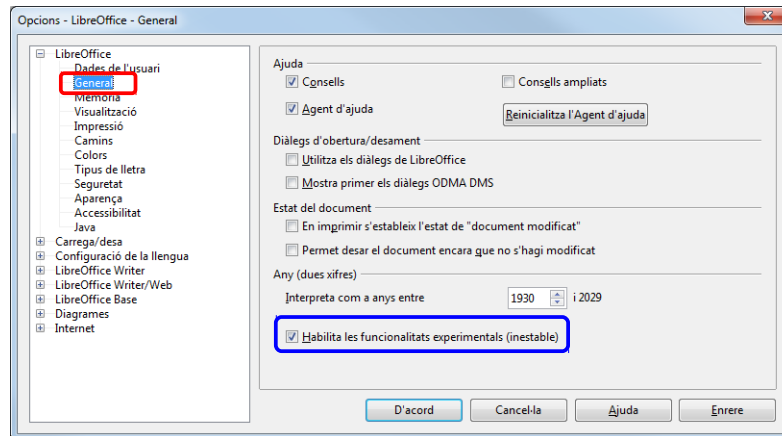 Opcions - LibreOffice - General
LibreOffice
Dades de l'usuari
General
Memòria
Visualització
Impressió
Camins
Colors
Tipus de lletra
Seguretat
Aparença
Accessibilitat
Java
Carrega/desa
Configuració de la llengua
LibreOffice Writer
LibreOffice Writer/Web
LibreOffice Base
Diagrames
Internet
Ajuda
Consells
Consells ampliats
Agent d'ajuda
Reinicialitza l'Agent d'ajuda
Diàlegs d'obertura/desament
Utilitza els diàlegs de LibreOffice
Mostra primer els diàlegs ODMA DMS
Estat del document
En imprimir s'estableix l'estat de "document modificat"
Permet desar el document encara que no s'hagi modificat
Any (dues xifres)
Interpreta com a anys entre 1930 i 2029
Habilita les funcionalitats experimentals (inestable)
D'acord
Cancel·la
Ajuda
Enrere